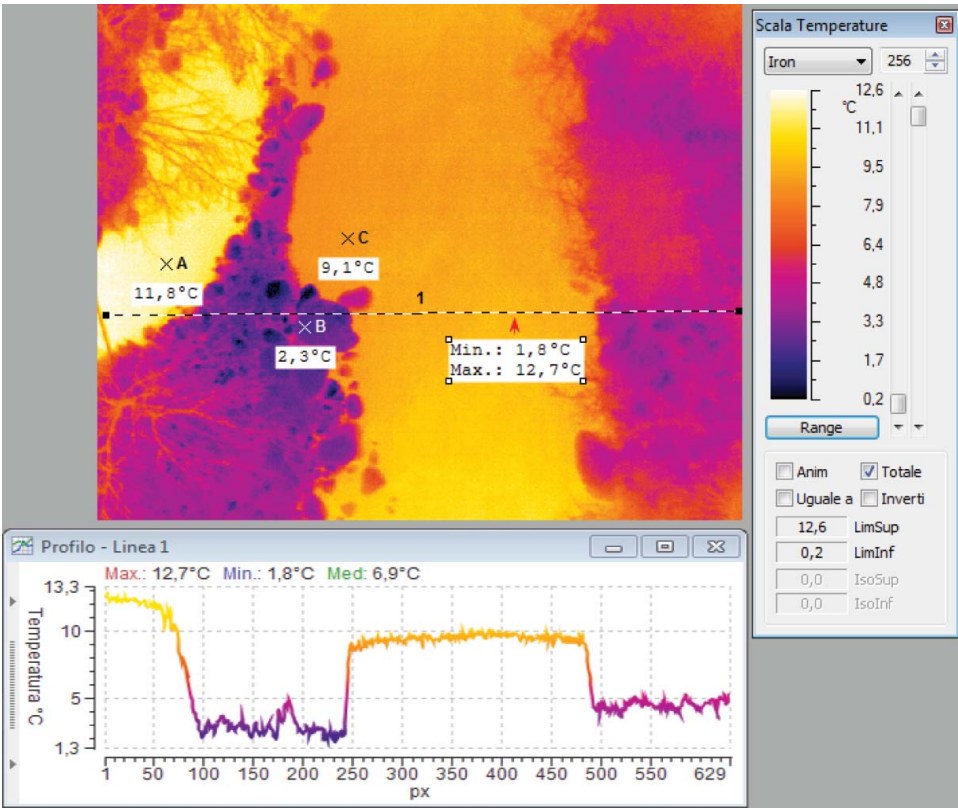 A
11,8°C
B
2,3°C
C
9,1°C
1
Min.: 1,8°C
Max.: 12,7°C
Scala Temperature
Iron
256
12,6
°C
11,1
9,5
7,9
6,4
4,8
3,3
1,7
0,2
Range
Anim Totale
Uguale a Inverti
12,6 LimSup
0,2 LimInf
0,0 IsoSup
0,0 IsoInf
Profilo - Linea 1
Max.: 12,7°C Min.: 1,8°C Med: 6,9°C
Temperatura °C
13,3
10
5
1,3
1 50 100 150 200 250 300 350 400 450 500 550 629
px